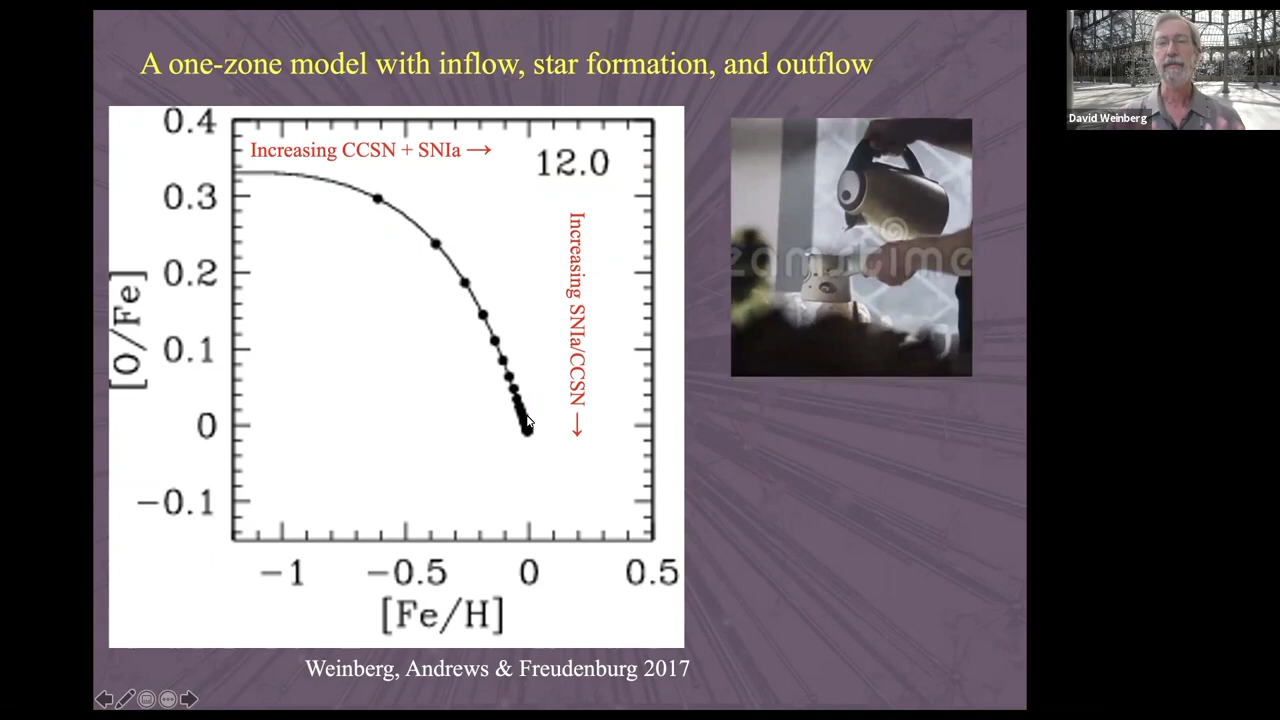 A one-zone model with inflow, star formation, and outflow
David Weinberg
0.4
0.3
0.2
0.1
0
−0.1
[O/Fe]
Increasing CCSN + SNIa →
12.0
Increasing SNIa/CCSN →
−1
−0.5
0
0.5
[Fe/H]
Weinberg, Andrews & Freudenburg 2017